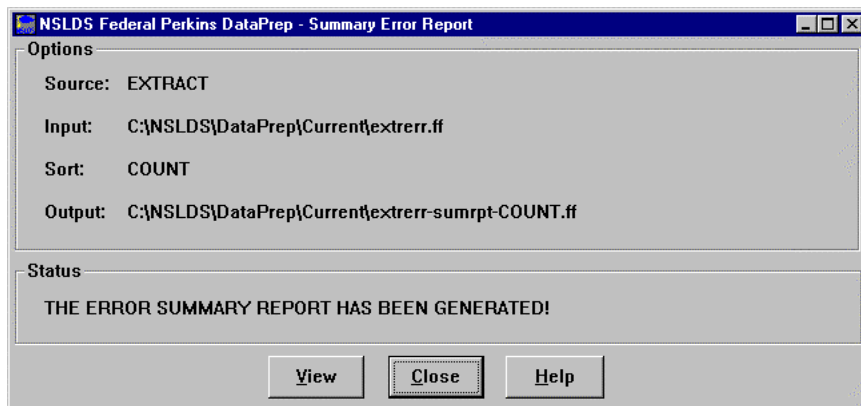 NSLDS Federal Perkins DataPrep - Summary Error Report
Options
Source: EXTRACT
Input: C:\NSLDS\DataPrep\Current\extrerr.ff
Sort: COUNT
Output: C:\NSLDS\DataPrep\Current\extrerr-sumrpt-COUNT.ff
Status
THE ERROR SUMMARY REPORT HAS BEEN GENERATED!
View Close Help